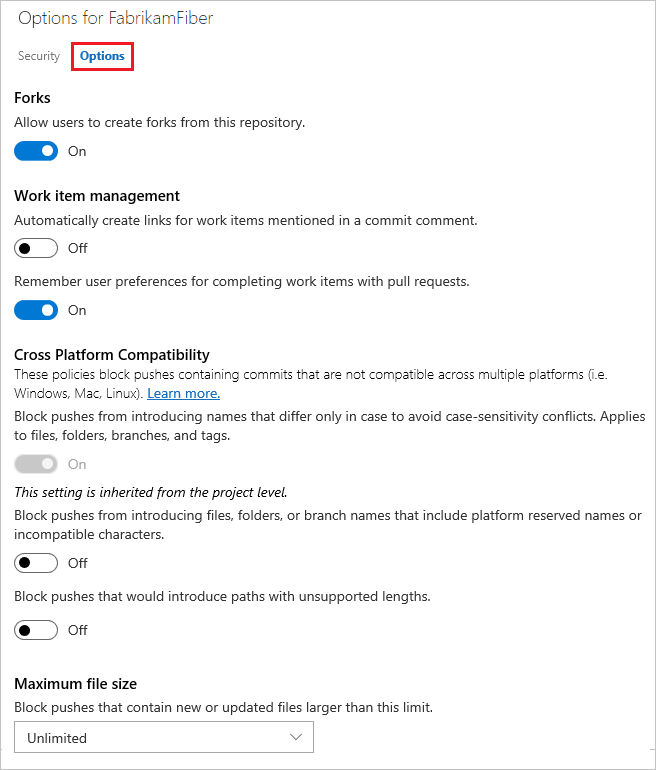 Options for FabrikamFiber
Security Options
Forks
Allow users to create forks from this repository.
On
Work item management
Automatically create links for work items mentioned in a commit comment.
Off
Remember user preferences for completing work items with pull requests.
On
Cross Platform Compatibility
These policies block pushes containing commits that are not compatible across multiple platforms (i.e.
Windows, Mac, Linux). Learn more.
Block pushes from introducing names that differ only in case to avoid case-sensitivity conflicts. Applies
to files, folders, branches, and tags.
On
This setting is inherited from the project level.
Block pushes from introducing files, folders, or branch names that include platform reserved names or
incompatible characters.
Off
Block pushes that would introduce paths with unsupported lengths.
Off
Maximum file size
Block pushes that contain new or updated files larger than this limit.
Unlimited